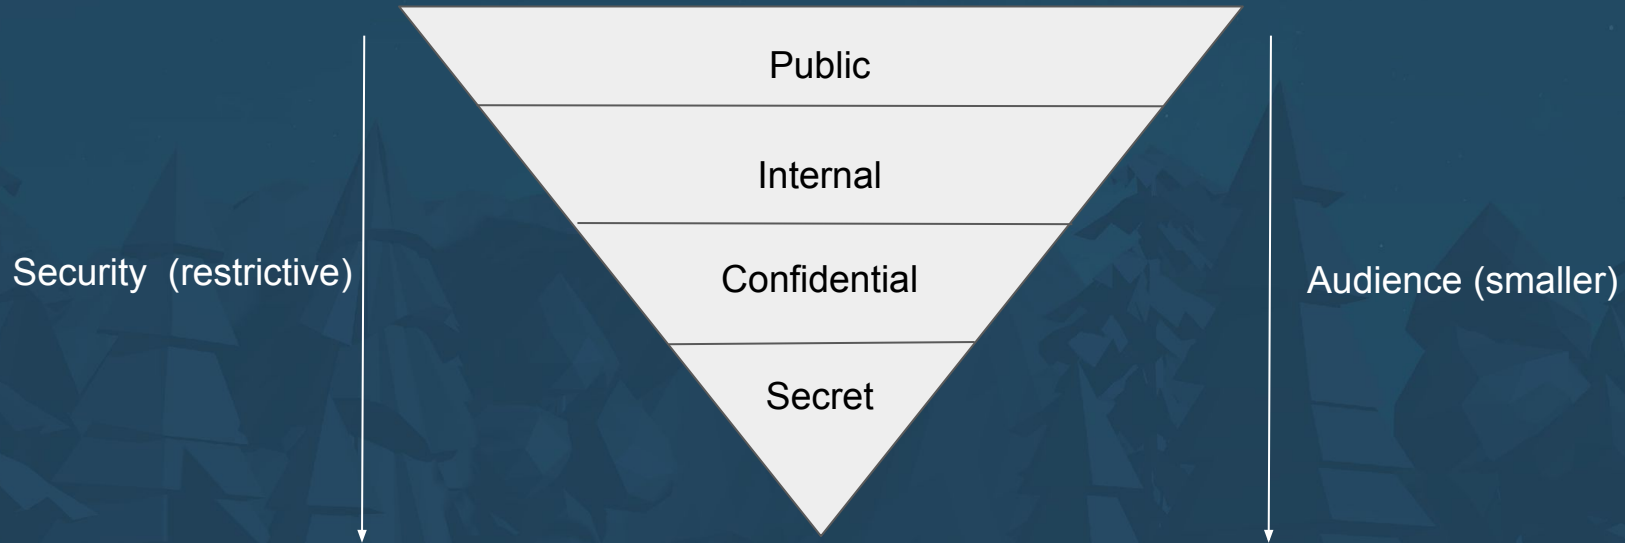 Public
Internal
Security (restrictive)
Confidential
Audience (smaller)
Secret